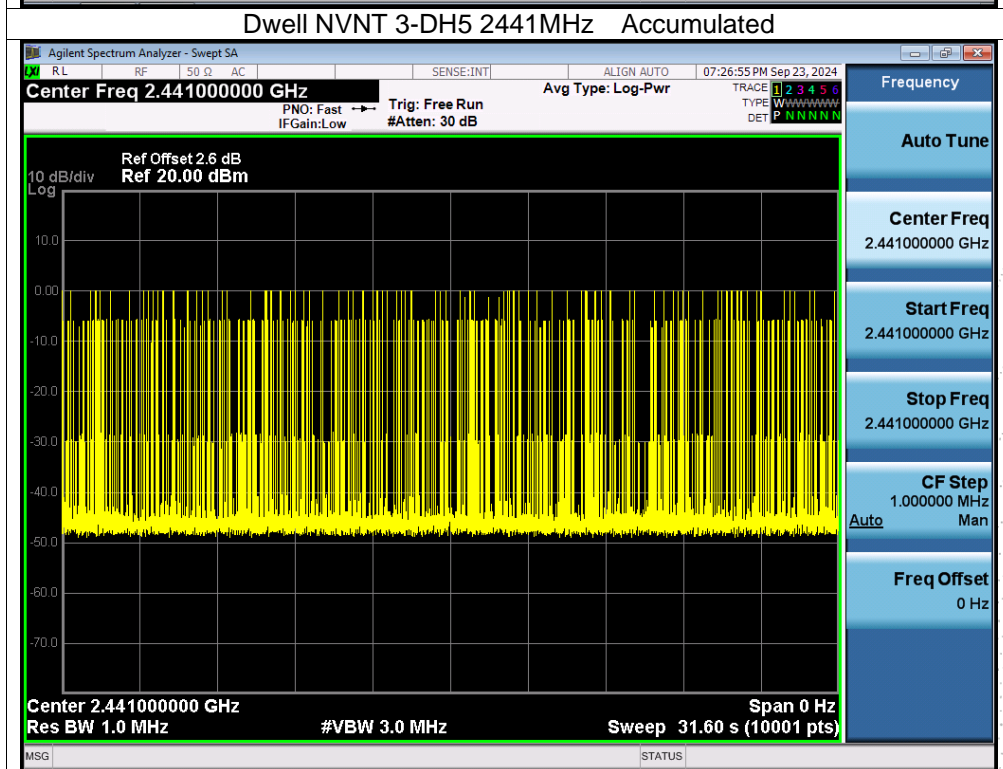 Dwell NVNT 3-DH5 2441MHz Accumulated
Agilent Spectrum Analyzer - Swept SA
LXI RL RF 50 Ω AC SENSE:INT ALIGN AUTO 07:26:55 PM Sep 23, 2024
Center Freq 2.441000000 GHz
PNO: Fast
IFGain:Low
Trig: Free Run
#Atten: 30 dB
Avg Type: Log-Pwr
TRACE 1 2 3 4 5 6
TYPE WWWWWW
DET P N N N N N
Frequency
Auto Tune
Center Freq
2.441000000 GHz
Start Freq
2.441000000 GHz
Stop Freq
2.441000000 GHz
CF Step
1.000000 MHz
Auto Man
Freq Offset
0 Hz
Ref Offset 2.6 dB
10 dB/div Ref 20.00 dBm
Log
10.0
0.00
-10.0
-20.0
-30.0
-40.0
-50.0
-60.0
-70.0
Center 2.441000000 GHz Span 0 Hz
Res BW 1.0 MHz #VBW 3.0 MHz Sweep 31.60 s (10001 pts)
MSG STATUS